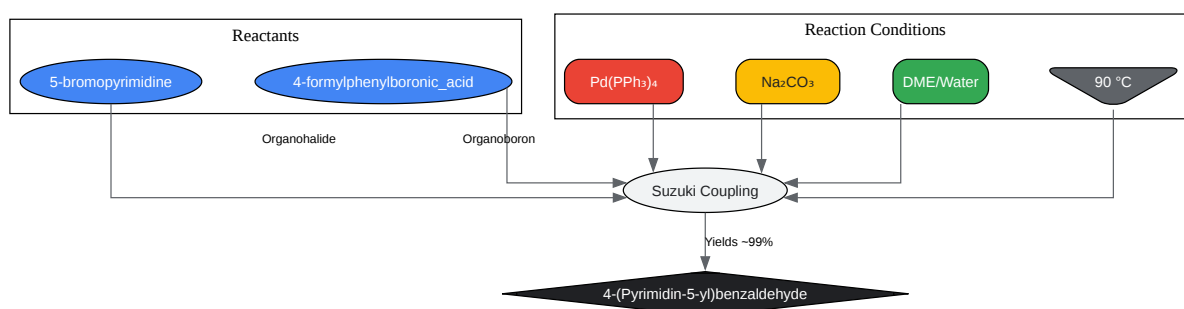 Reactants
Reaction Conditions
5-bromopyrimidine
4-formylphenylboronic_acid
Pd(PPh₃)₄
Na₂CO₃
DME/Water
90 °C
Organohalide
Organoboron
Suzuki Coupling
Yields ~99%
4-(Pyrimidin-5-yl)benzaldehyde